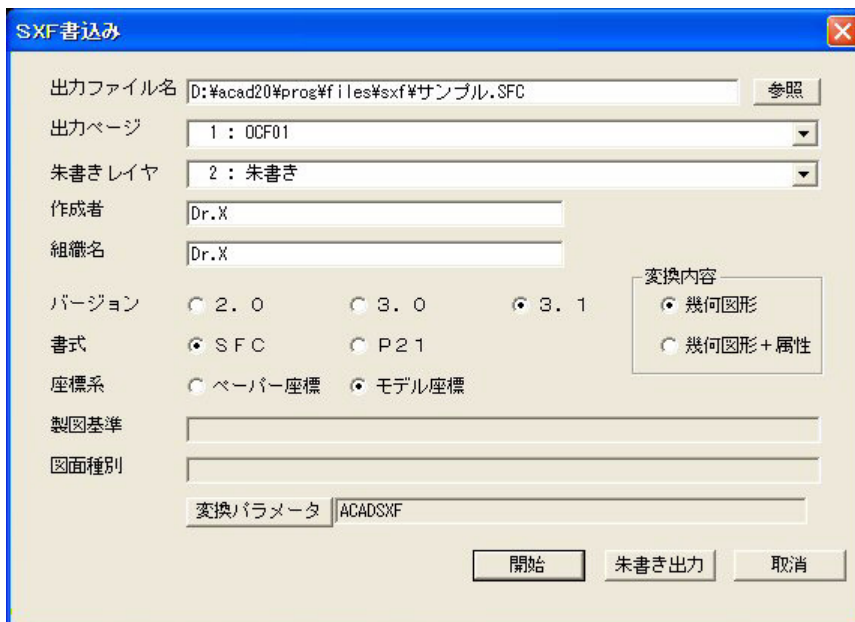 SXF書込み
出力ファイル名 D:¥acad20¥prog¥files¥sxf¥サンプル.SFC 参照
出力ページ 1 : OCF01
朱書きレイヤ 2 : 朱書き
作成者 Dr.X
組織名 Dr.X
変換内容
バージョン 2．0 3．0 3．1 幾何図形
書式 ＳＦＣ Ｐ21 幾何図形＋属性
座標系 ペーパー座標 モデル座標
製図基準
図面種別
変換パラメータ ACADSXF
開始 朱書き出力 取消